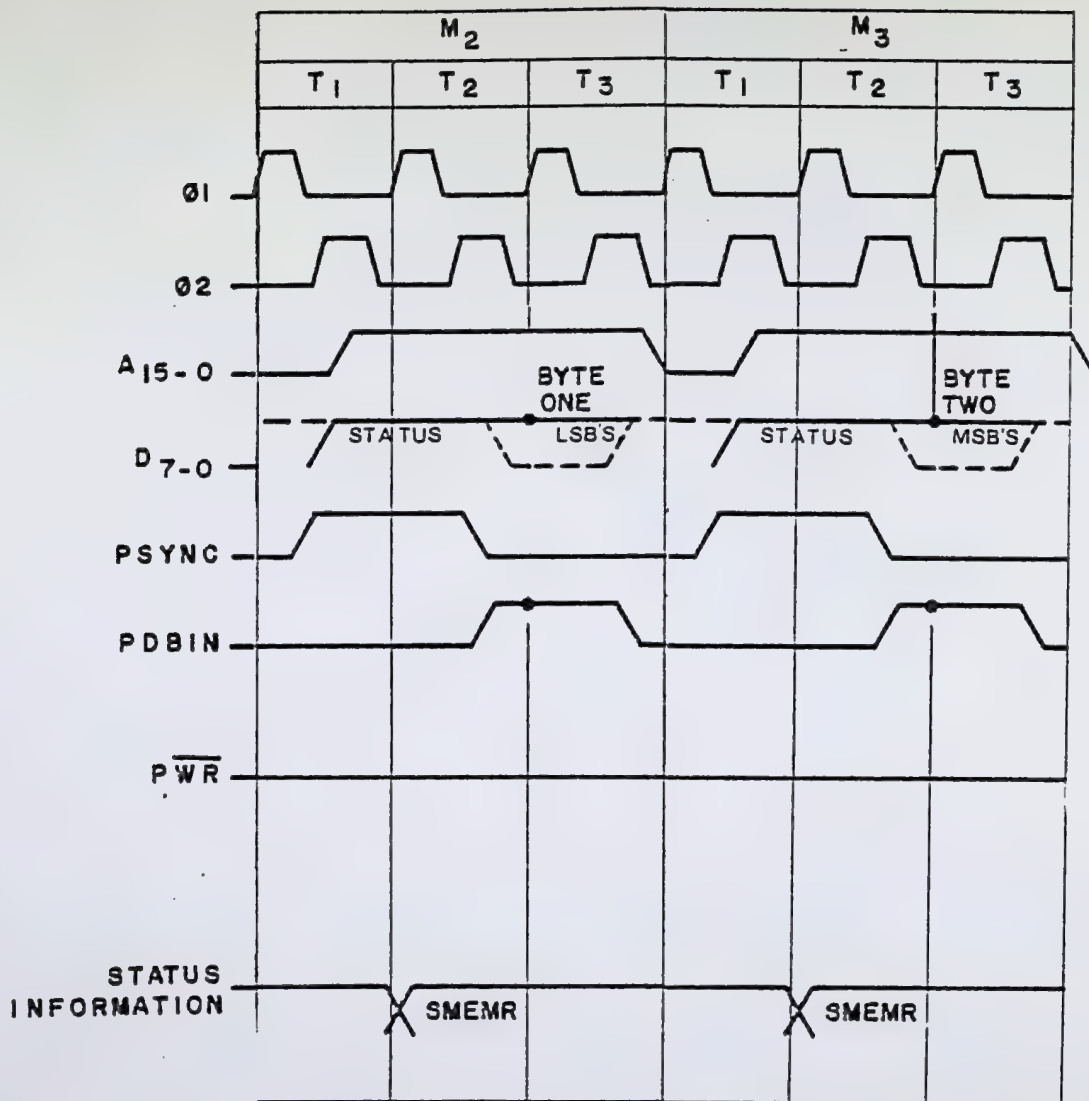 M2 M3
T1 T2 T3 T1 T2 T3
Ø1
Ø2
A15-0
BYTE ONE BYTE TWO
STATUS LSB'S STATUS MSB'S
D7-0
PSYNC
PDBIN
PW̅R̅
STATUS INFORMATION
SMEMR SMEMR